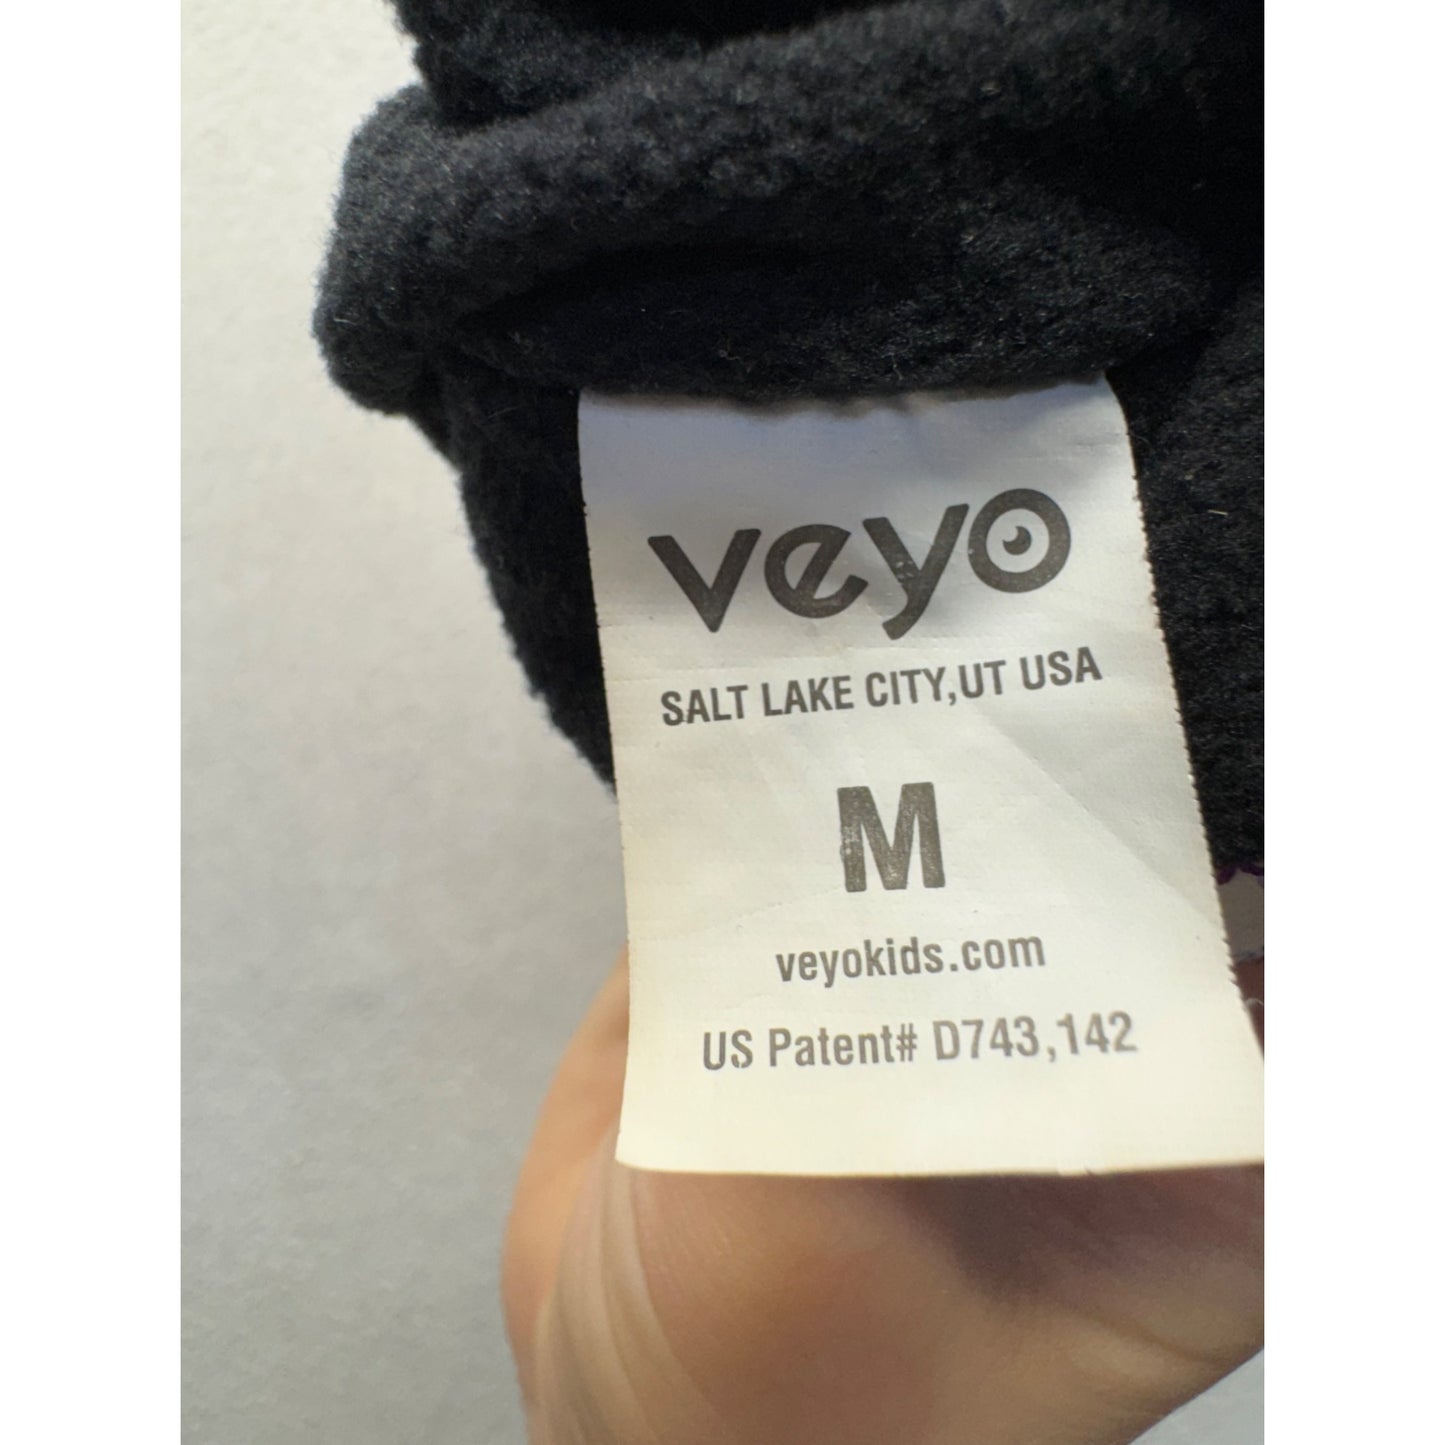 veyo
SALT LAKE CITY,UT USA
M
veyokids.com
US Patent# D743,142